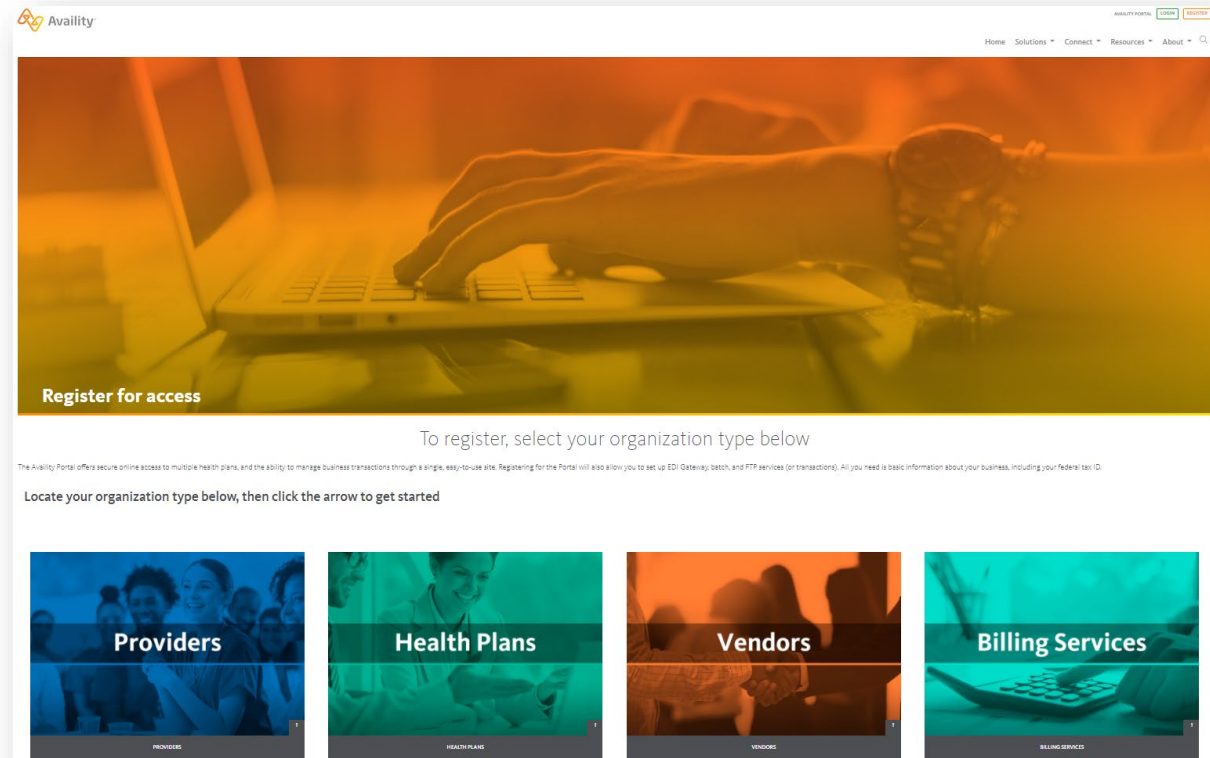 Availity
AVAILITY PORTAL LOGIN REGISTER
Home Solutions Connect Resources About
Register for access
To register, select your organization type below
The Availity Portal offers secure online access to multiple health plans, and the ability to manage business transactions through a single, easy-to-use site. Registering for the Portal will also allow you to set up EDI Gateway, batch, and FTP services (or transactions). All you need is basic information about your business, including your federal tax ID.
Locate your organization type below, then click the arrow to get started
Providers Health Plans Vendors Billing Services
PROVIDERS HEALTH PLANS VENDORS BILLING SERVICES